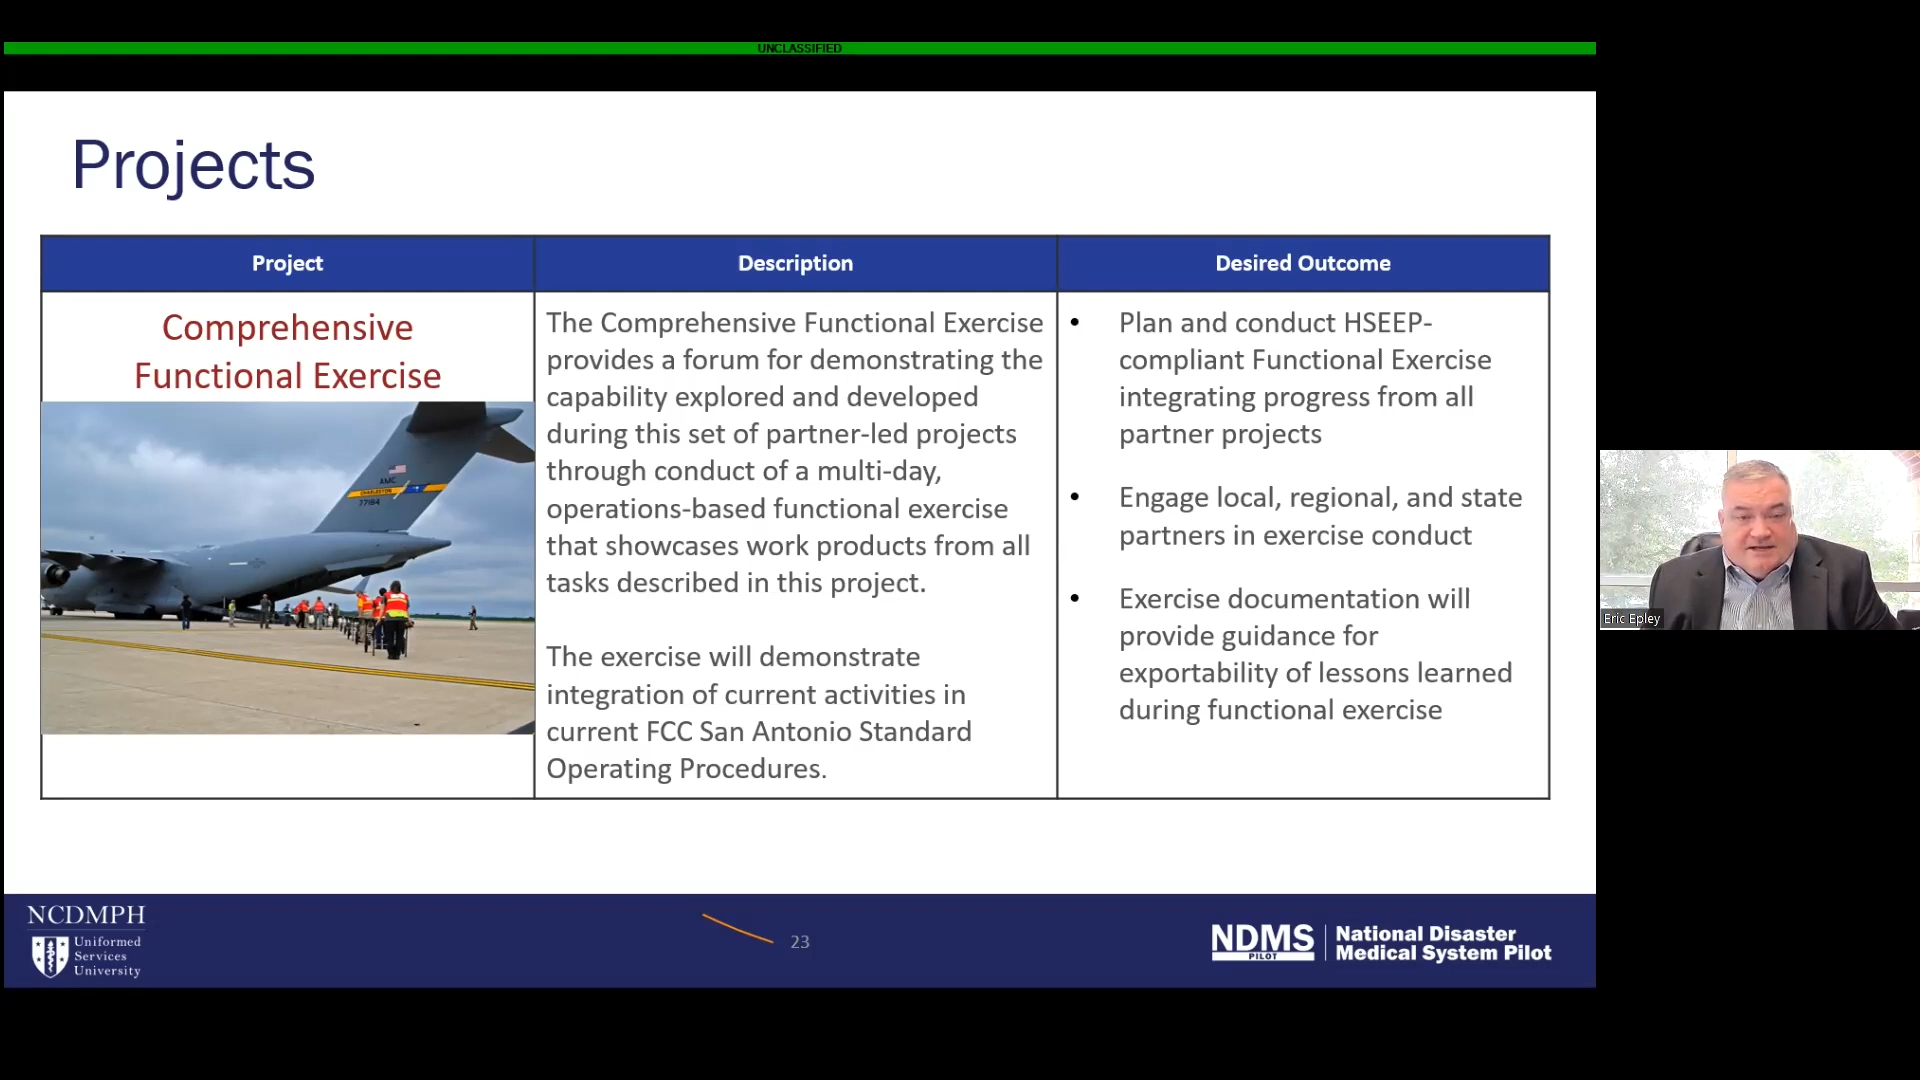 UNCLASSIFIED
Projects
Project
Description
Desired Outcome
Comprehensive
Functional Exercise
AMC
CHARLESTON
77184
The Comprehensive Functional Exercise
provides a forum for demonstrating the
capability explored and developed
during this set of partner-led projects
through conduct of a multi-day,
operations-based functional exercise
that showcases work products from all
tasks described in this project.
The exercise will demonstrate
integration of current activities in
current FCC San Antonio Standard
Operating Procedures.
• Plan and conduct HSEEP-
compliant Functional Exercise
integrating progress from all
partner projects
• Engage local, regional, and state
partners in exercise conduct
• Exercise documentation will
provide guidance for
exportability of lessons learned
during functional exercise
Eric Epley
NCDMPH
Uniformed
Services
University
23
NDMS
PILOT
National Disaster
Medical System Pilot